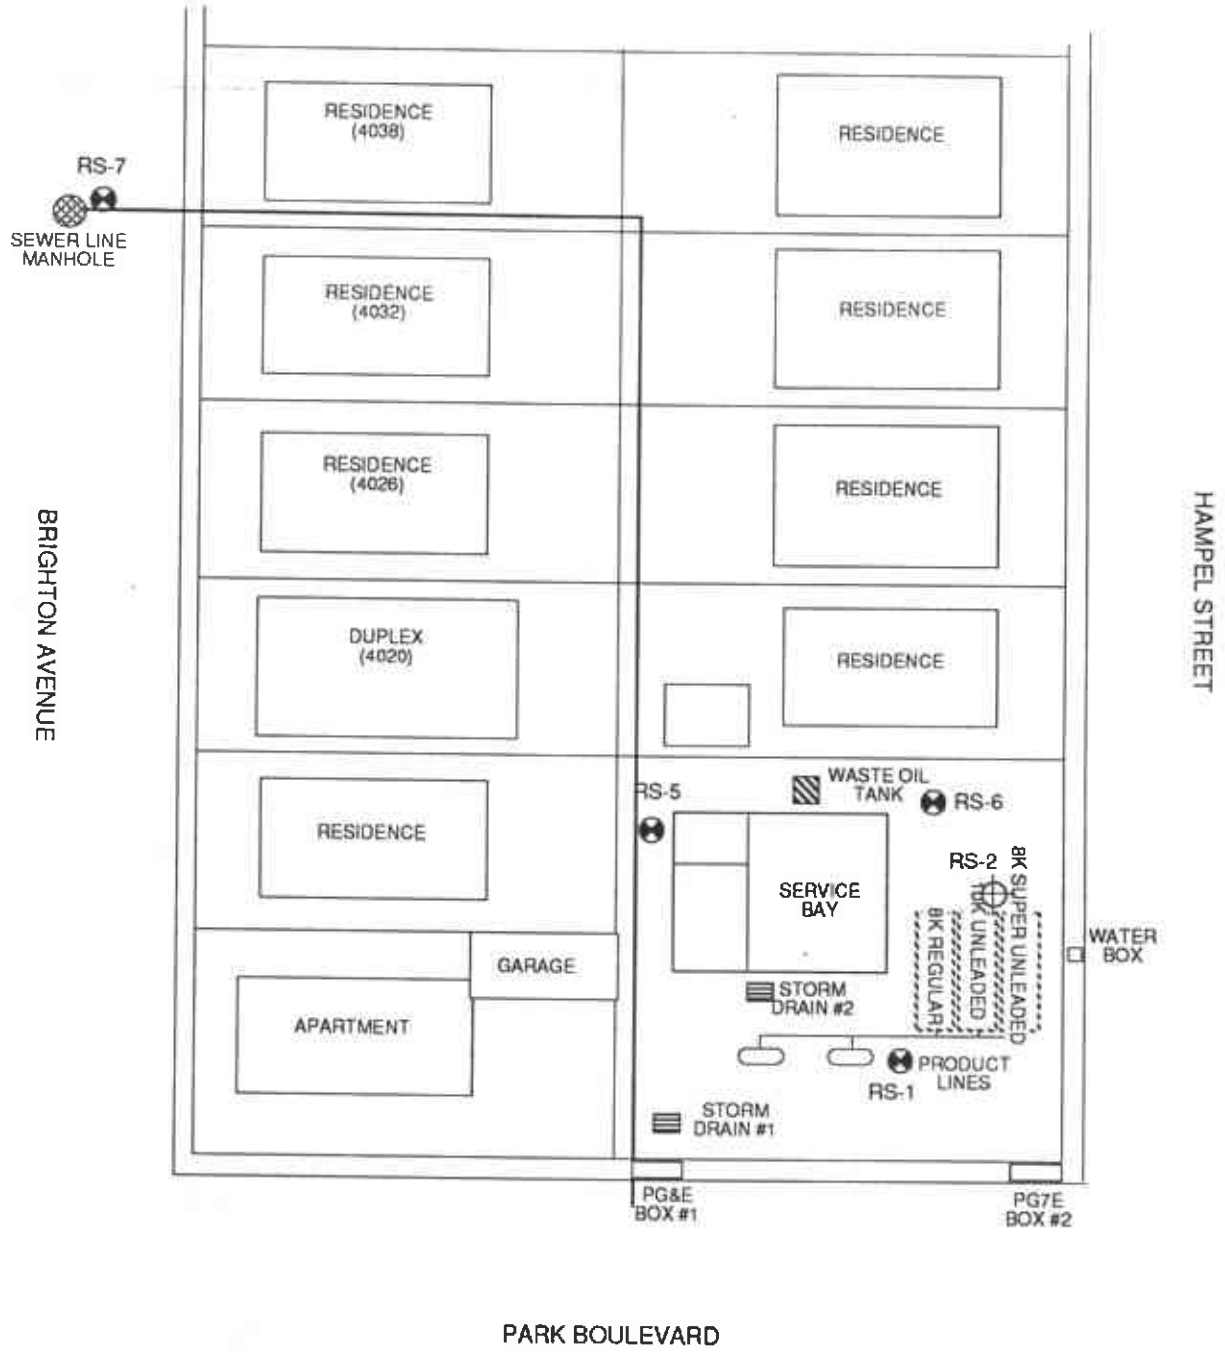 RESIDENCE
(4038)
RESIDENCE
RS-7
SEWER LINE
MANHOLE
RESIDENCE
(4032)
RESIDENCE
RESIDENCE
(4026)
RESIDENCE
BRIGHTON AVENUE
HAMPEL STREET
DUPLEX
(4020)
RESIDENCE
RS-5
WASTE OIL
TANK
RS-6
RESIDENCE
SERVICE
BAY
RS-2
8K SUPER UNLEADED
10K UNLEADED
8K REGULAR
WATER
BOX
GARAGE
APARTMENT
STORM
DRAIN #2
PRODUCT
LINES
RS-1
STORM
DRAIN #1
PG&E
BOX #1
PG7E
BOX #2
PARK BOULEVARD